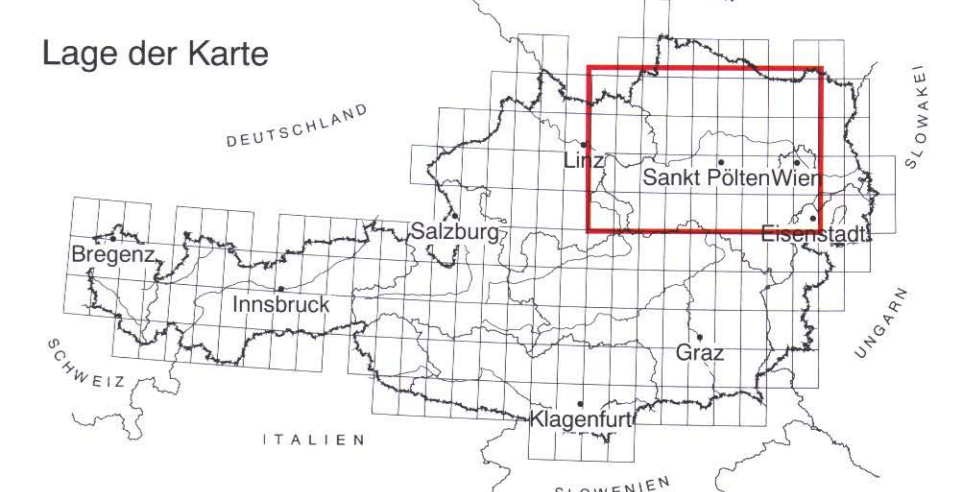 Lage der Karte
DEUTSCHLAND
SLOWAKEI
Linz
Sankt Pölten
Wien
Salzburg
Eisenstadt
Bregenz
Innsbruck
UNGARN
SCHWEIZ
Graz
Klagenfurt
ITALIEN
SLOWENIEN